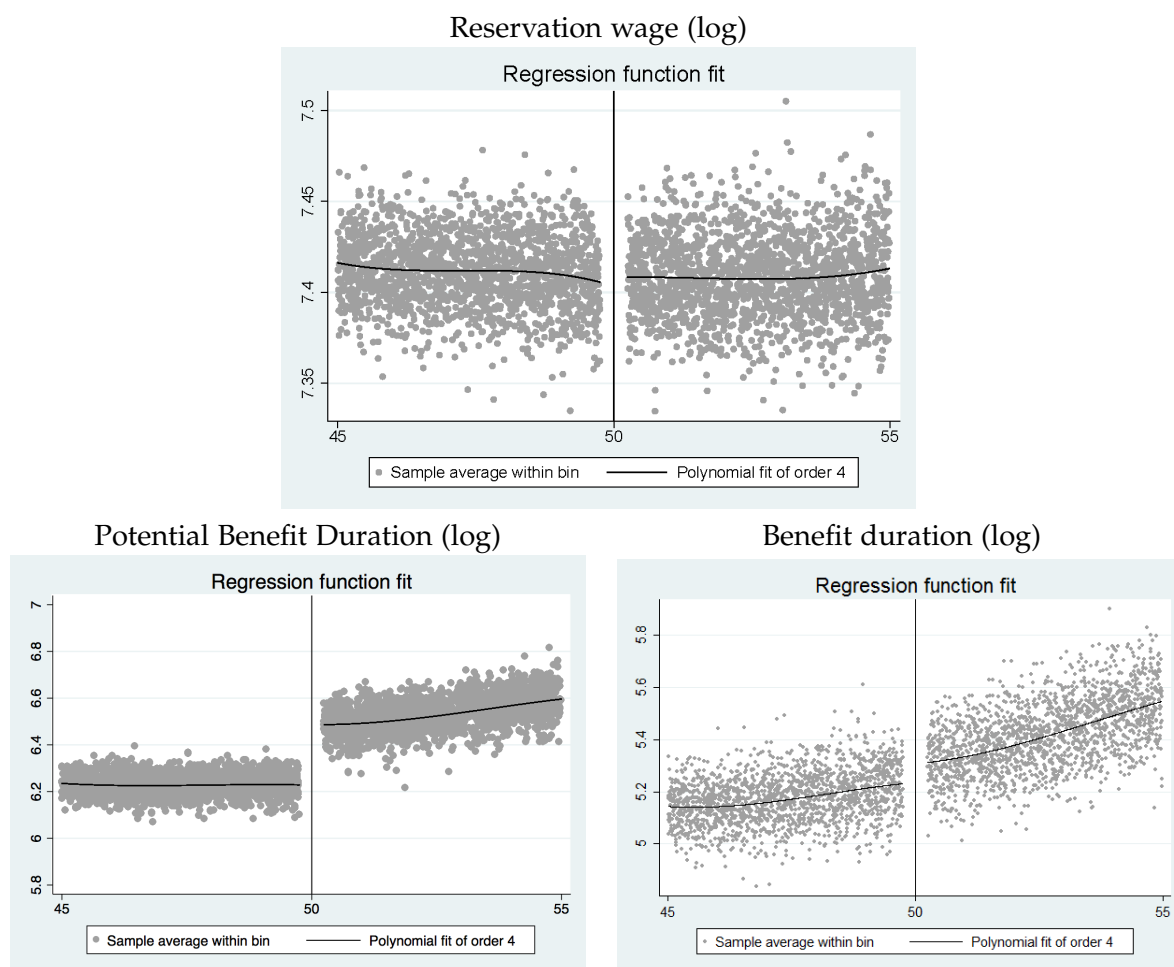 Reservation wage (log)
Regression function fit
7.5
7.45
7.4
7.35
45 50 55
Sample average within bin Polynomial fit of order 4
Potential Benefit Duration (log)
Regression function fit
7
6.8
6.6
6.4
6.2
6
5.8
45 50 55
Sample average within bin Polynomial fit of order 4
Benefit duration (log)
Regression function fit
5.8
5.6
5.4
5.2
5
45 50 55
Sample average within bin Polynomial fit of order 4